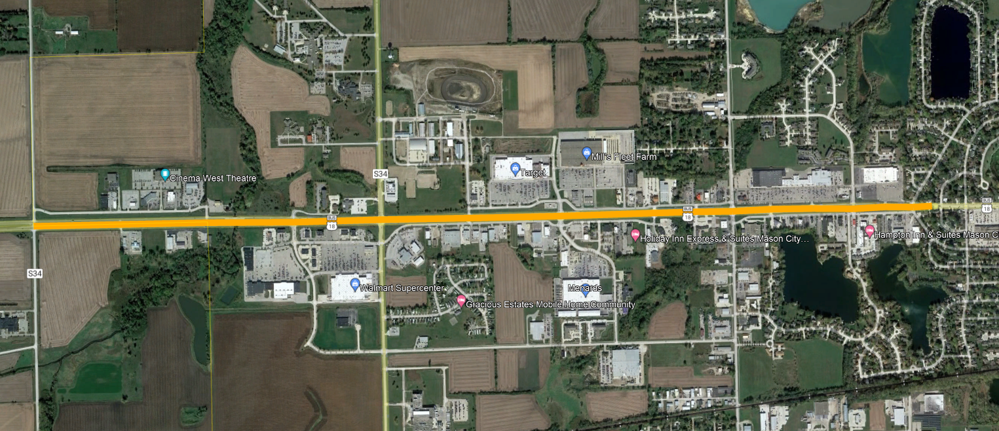 Mill's Fleet Farm
Target
S34
Cinema West Theatre
BUS
18
BUS
18
BUS
18
Holiday Inn Express & Suites Mason City...
Hampton Inn & Suites Mason C
S34
Walmart Supercenter
Menards
Gracious Estates Mobile Home Community